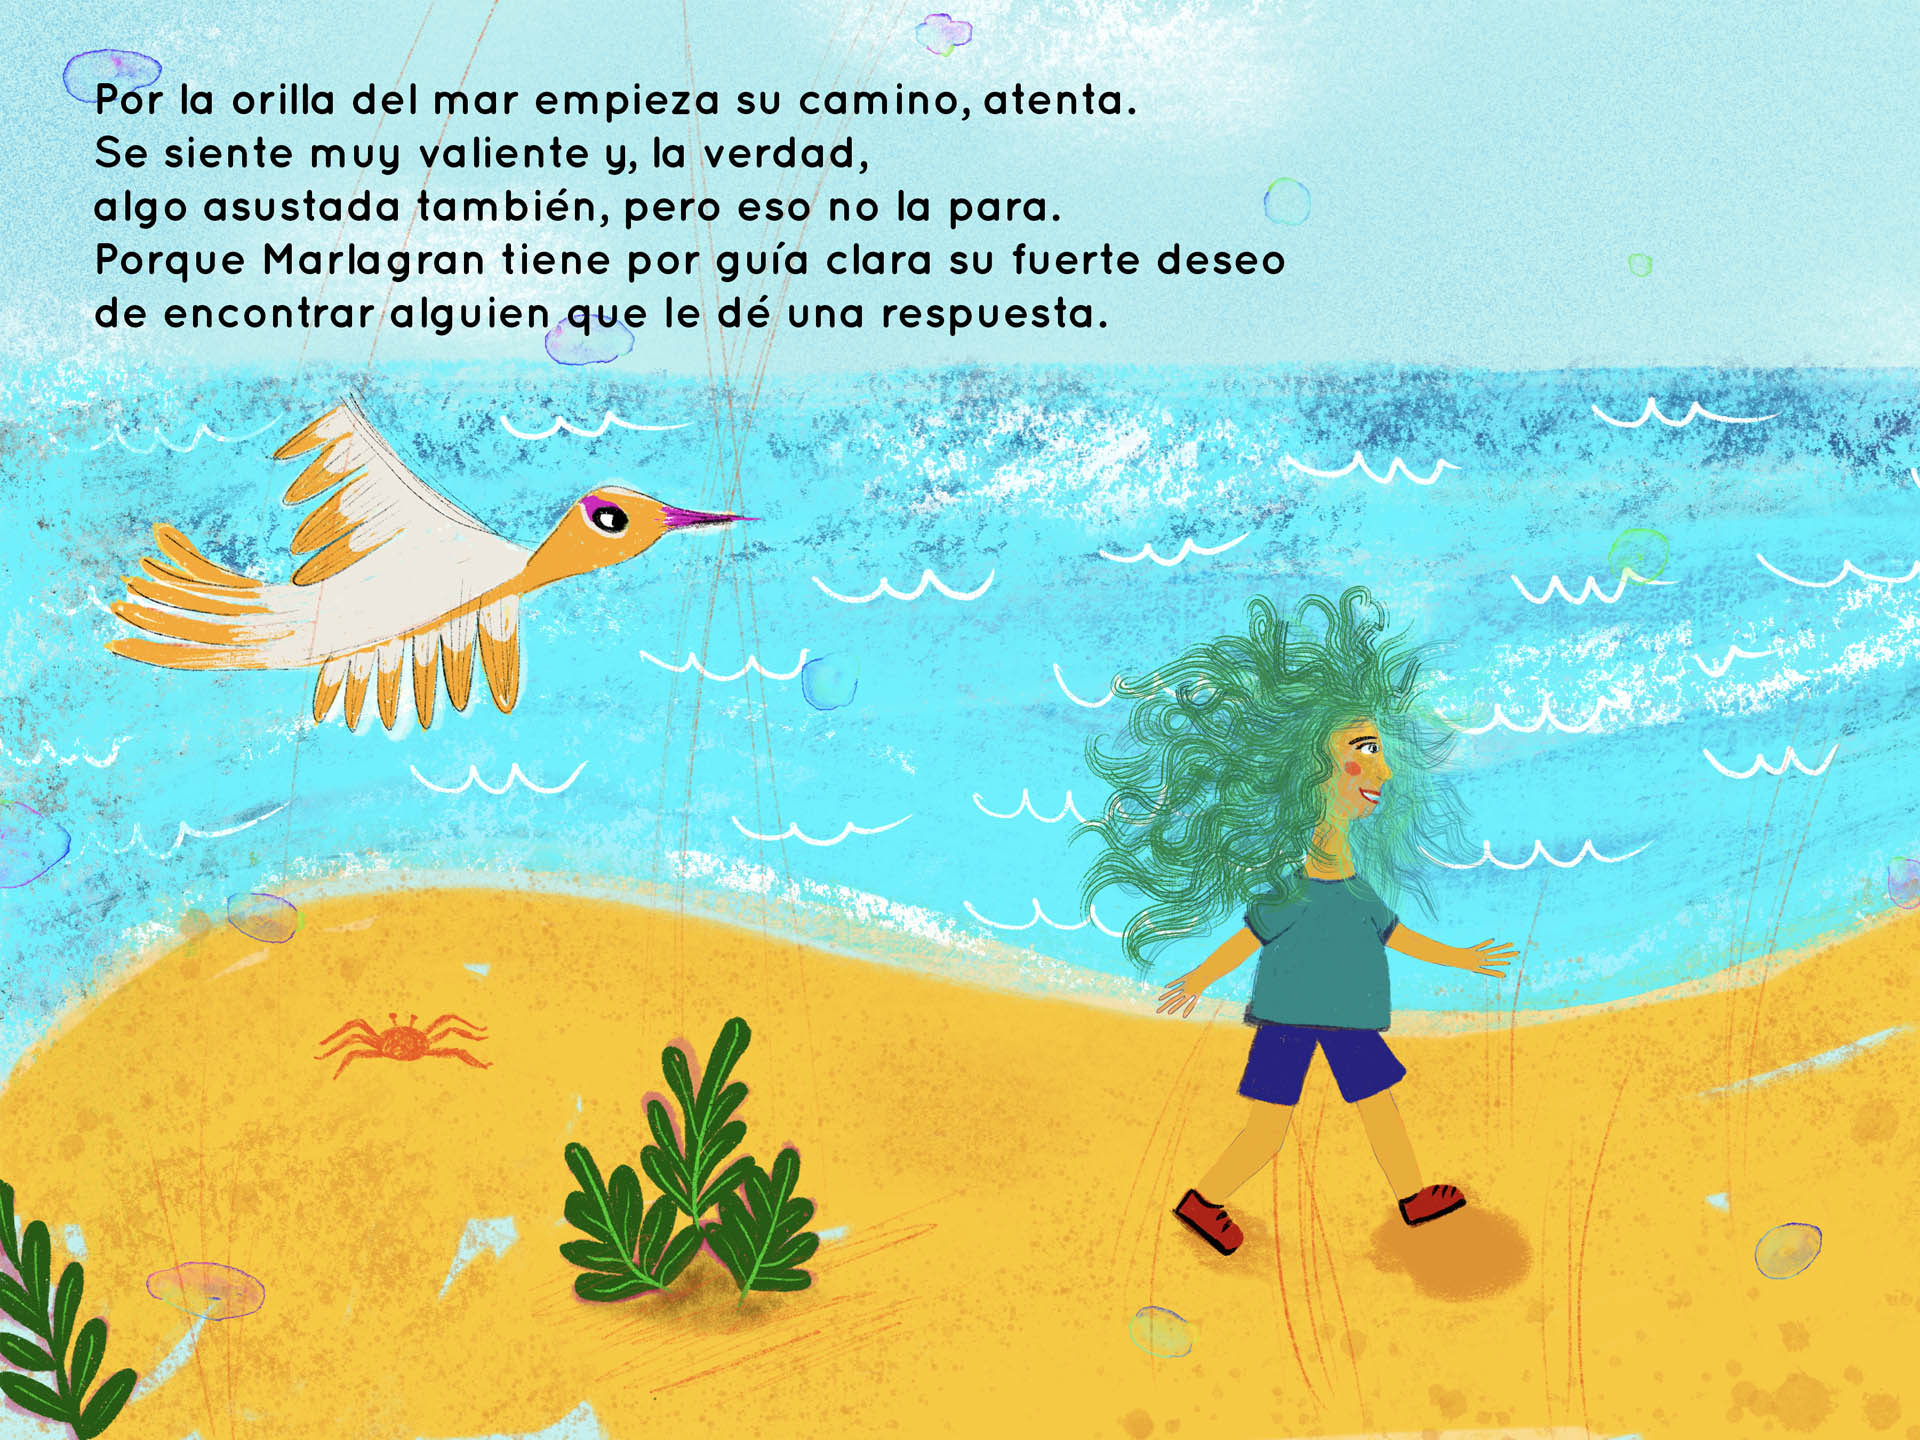 Por la orilla del mar empieza su camino, atenta.
Se siente muy valiente y, la verdad,
algo asustada también, pero eso no la para.
Porque Marlagran tiene por guía clara su fuerte deseo
de encontrar alguien que le dé una respuesta.